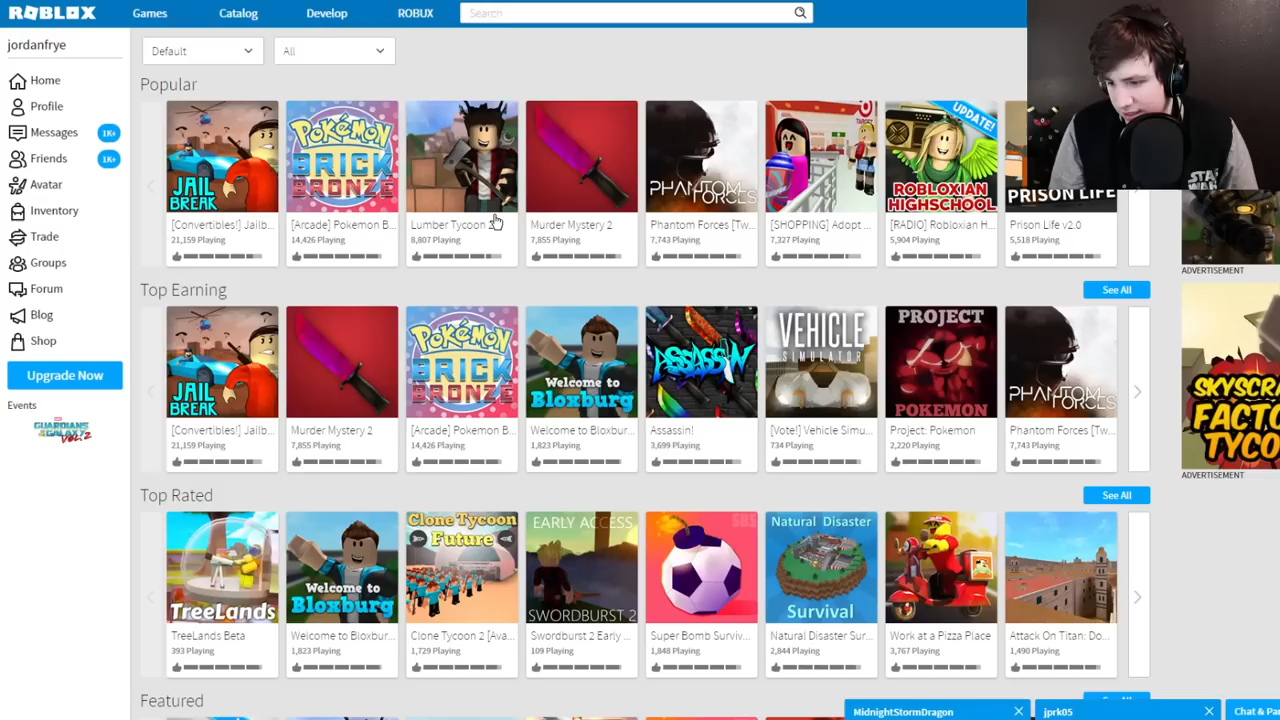 ROBLOX
Games
Catalog
Develop
ROBUX
Search
jordanfrye
Home
Profile
Messages 1K+
Friends 1K+
Avatar
Inventory
Trade
Groups
Forum
Blog
Shop
Upgrade Now
Events
GUARDIANS OF THE GALAXY VOL. 2
Default
All
Popular
JAIL BREAK
POKéMON BRICK BRONZE
PHANTOM FORCES
TARGET
UPDATE!
ROBLOXIAN HIGHSCHOOL
PRISON LIFE
STAR WARS
[Convertibles!] Jailb...
[Arcade] Pokemon B...
Lumber Tycoon
Murder Mystery 2
Phantom Forces [Tw...
[SHOPPING] Adopt ...
[RADIO] Robloxian H...
Prison Life v2.0
21,159 Playing
14,426 Playing
8,807 Playing
7,855 Playing
7,743 Playing
7,327 Playing
5,904 Playing
5,518 Playing
ADVERTISEMENT
Top Earning
See All
JAIL BREAK
POKéMON BRICK BRONZE
Welcome to Bloxburg
ASSASSIN
VEHICLE SIMULATOR
PROJECT POKEMON
PHANTOM FORCES
[Convertibles!] Jailb...
Murder Mystery 2
[Arcade] Pokemon B...
Welcome to Bloxbur...
Assassin!
[Vote!] Vehicle Simu...
Project: Pokemon
Phantom Forces [Tw...
21,159 Playing
7,855 Playing
14,426 Playing
1,823 Playing
3,699 Playing
734 Playing
2,220 Playing
7,743 Playing
SKYSCRA
FACTO
TYCO
ADVERTISEMENT
Top Rated
See All
TreeLands
Welcome to Bloxburg
Clone Tycoon Future
EARLY ACCESS
SWORDBURST 2
SBS
Natural Disaster Survival
TreeLands Beta
Welcome to Bloxbur...
Clone Tycoon 2 [Ava...
Swordburst 2 Early ...
Super Bomb Surviv...
Natural Disaster Sur...
Work at a Pizza Place
Attack On Titan: Do...
393 Playing
1,823 Playing
1,729 Playing
109 Playing
1,848 Playing
2,844 Playing
3,767 Playing
1,490 Playing
Featured
MidnightStormDragon
jprk05
Chat & Pa